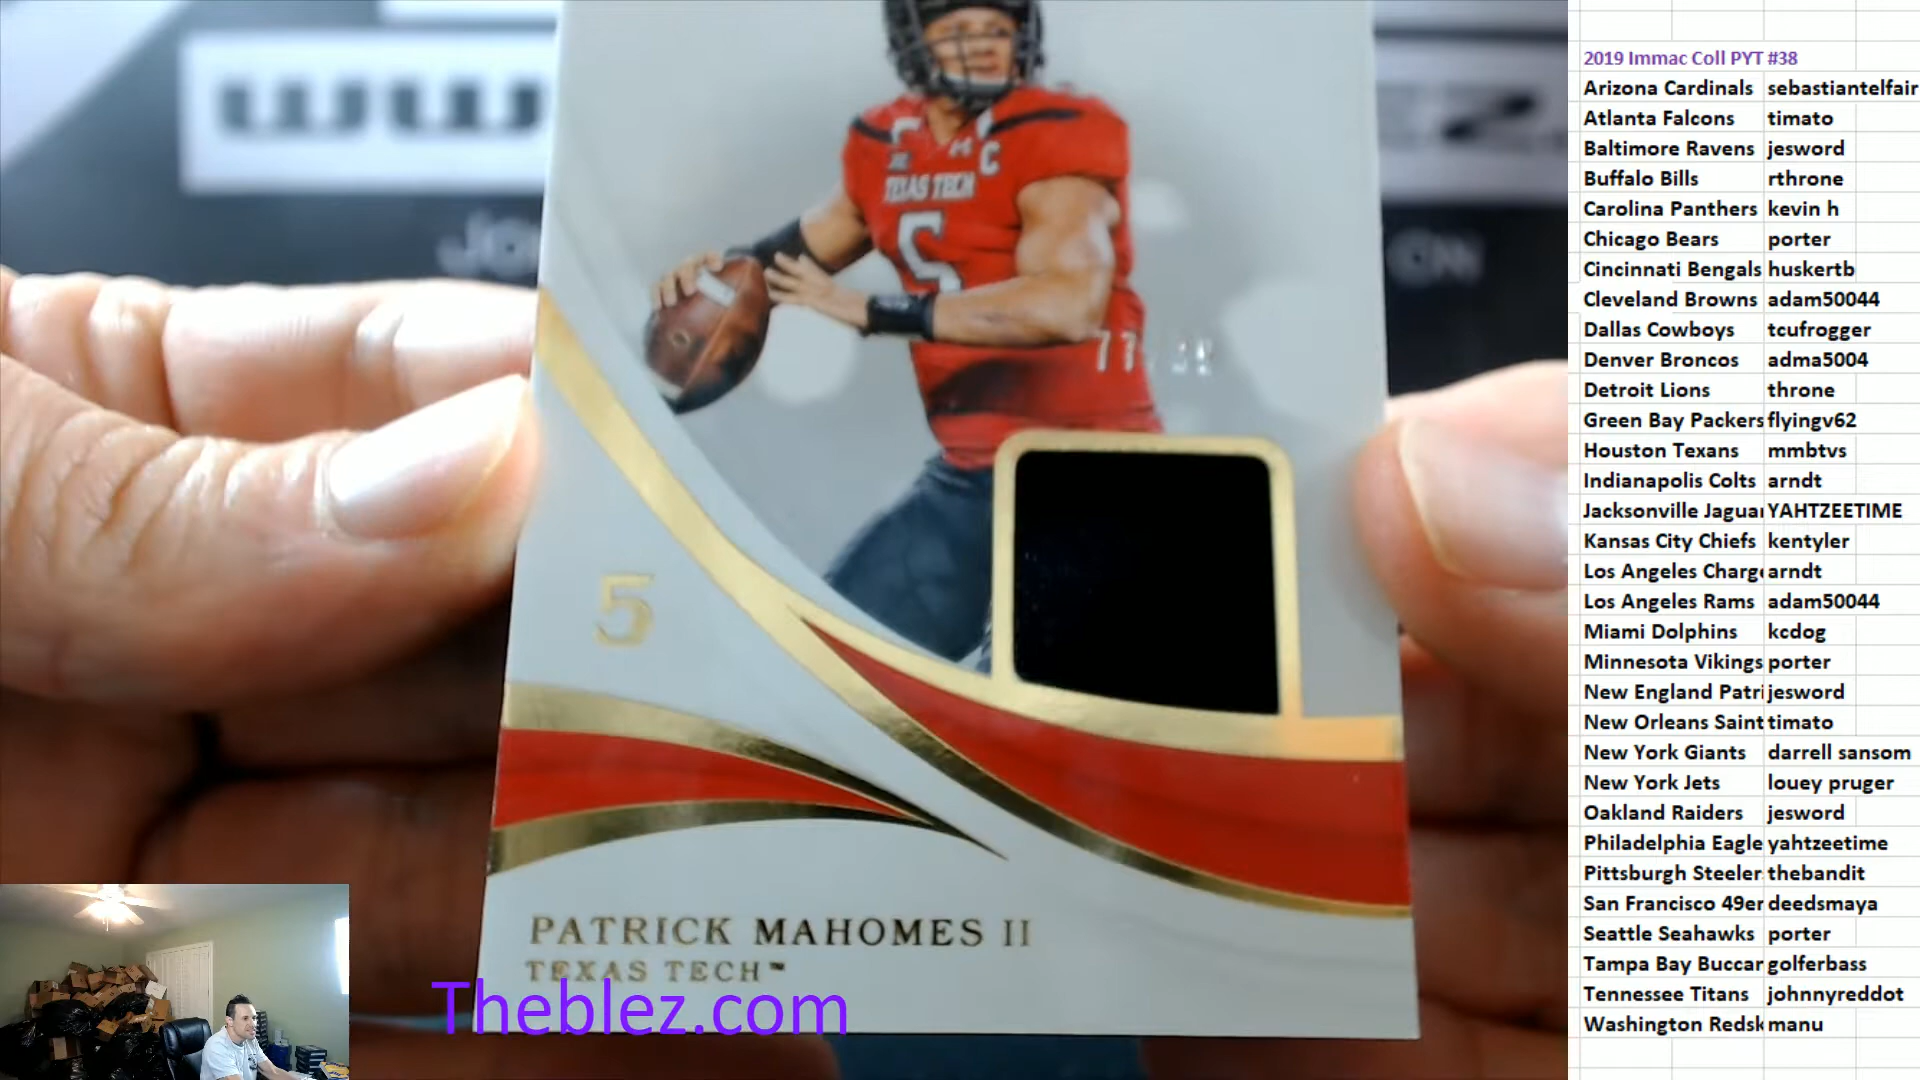 C
TEXAS TECH
5
5
PATRICK MAHOMES II
TEXAS TECH™
Theblez.com
2019 Immac Coll PYT #38
Arizona Cardinals sebastiantelfair
Atlanta Falcons timato
Baltimore Ravens jesword
Buffalo Bills rthrone
Carolina Panthers kevin h
Chicago Bears porter
Cincinnati Bengals huskertb
Cleveland Browns adam50044
Dallas Cowboys tcufrogger
Denver Broncos adma5004
Detroit Lions throne
Green Bay Packers flyingv62
Houston Texans mmbtvs
Indianapolis Colts arndt
Jacksonville Jaguar YAHTZEETIME
Kansas City Chiefs kentyler
Los Angeles Charge arndt
Los Angeles Rams adam50044
Miami Dolphins kcdog
Minnesota Vikings porter
New England Patri jesword
New Orleans Saint timato
New York Giants darrell sansom
New York Jets louey pruger
Oakland Raiders jesword
Philadelphia Eagle yahtzeetime
Pittsburgh Steeler thebandit
San Francisco 49er deedsmaya
Seattle Seahawks porter
Tampa Bay Buccar golferbass
Tennessee Titans johnnyreddot
Washington Redsk manu